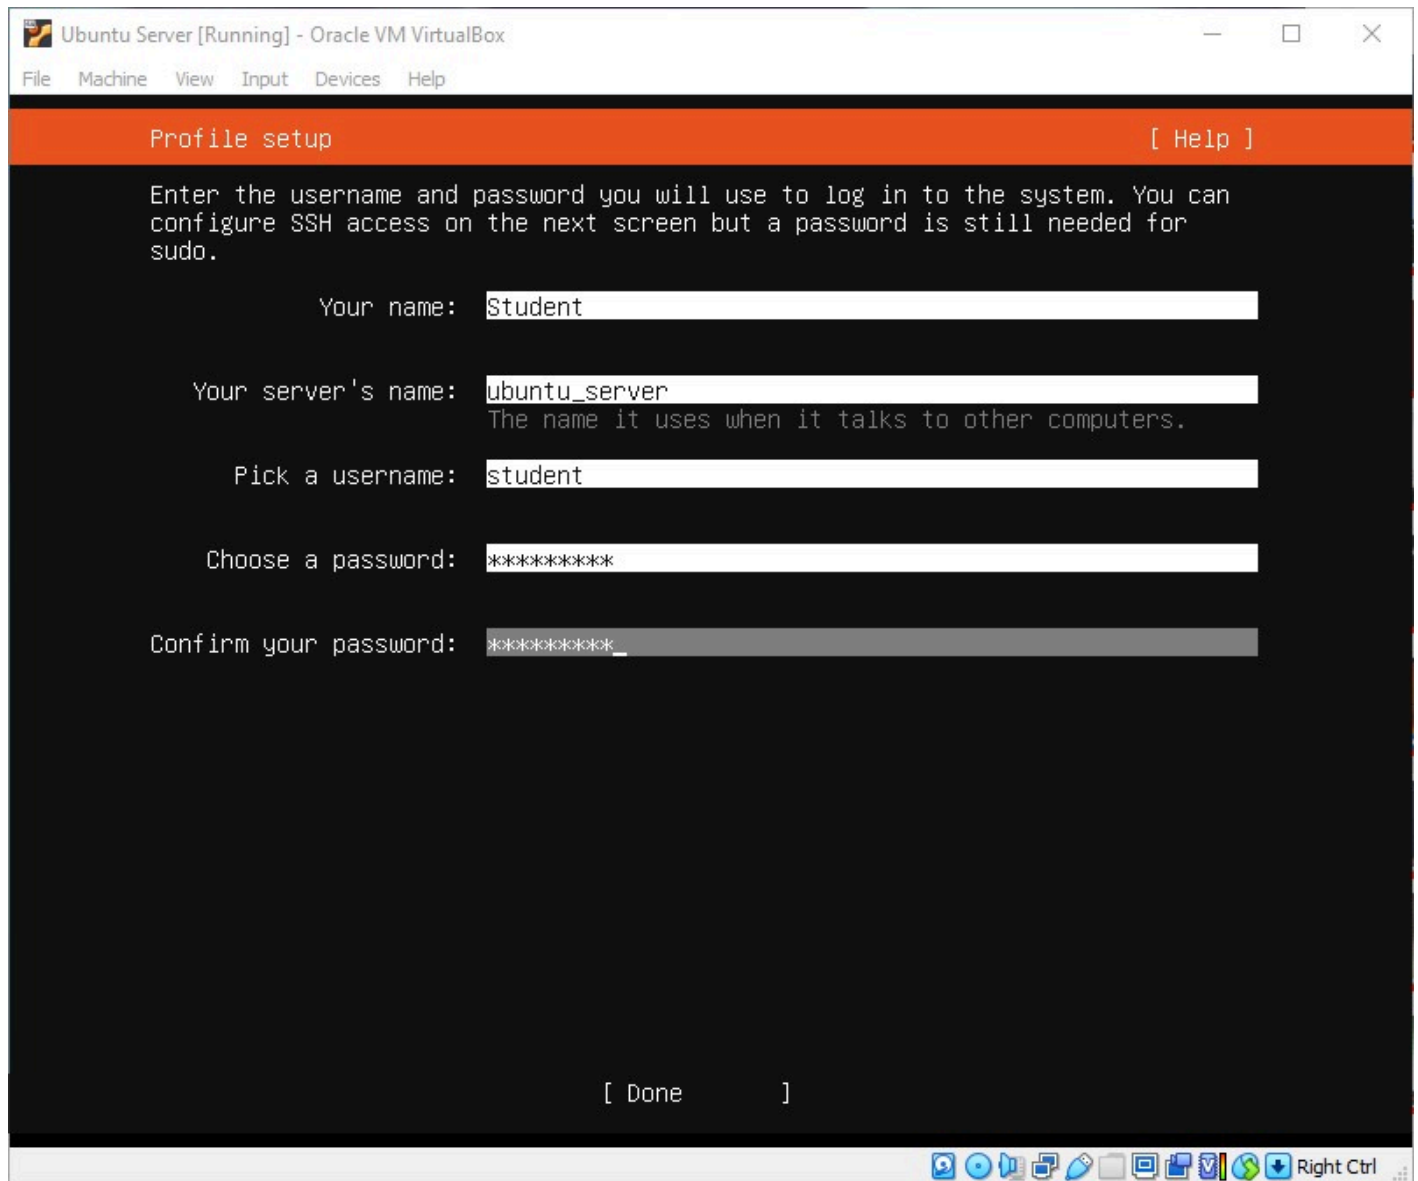 Ubuntu Server [Running] - Oracle VM VirtualBox
File Machine View Input Devices Help
Profile setup [ Help ]
Enter the username and password you will use to log in to the system. You can
configure SSH access on the next screen but a password is still needed for
sudo.
Your name: Student
Your server's name: ubuntu_server
The name it uses when it talks to other computers.
Pick a username: student
Choose a password: *********
Confirm your password: *********_
[ Done ]
Right Ctrl